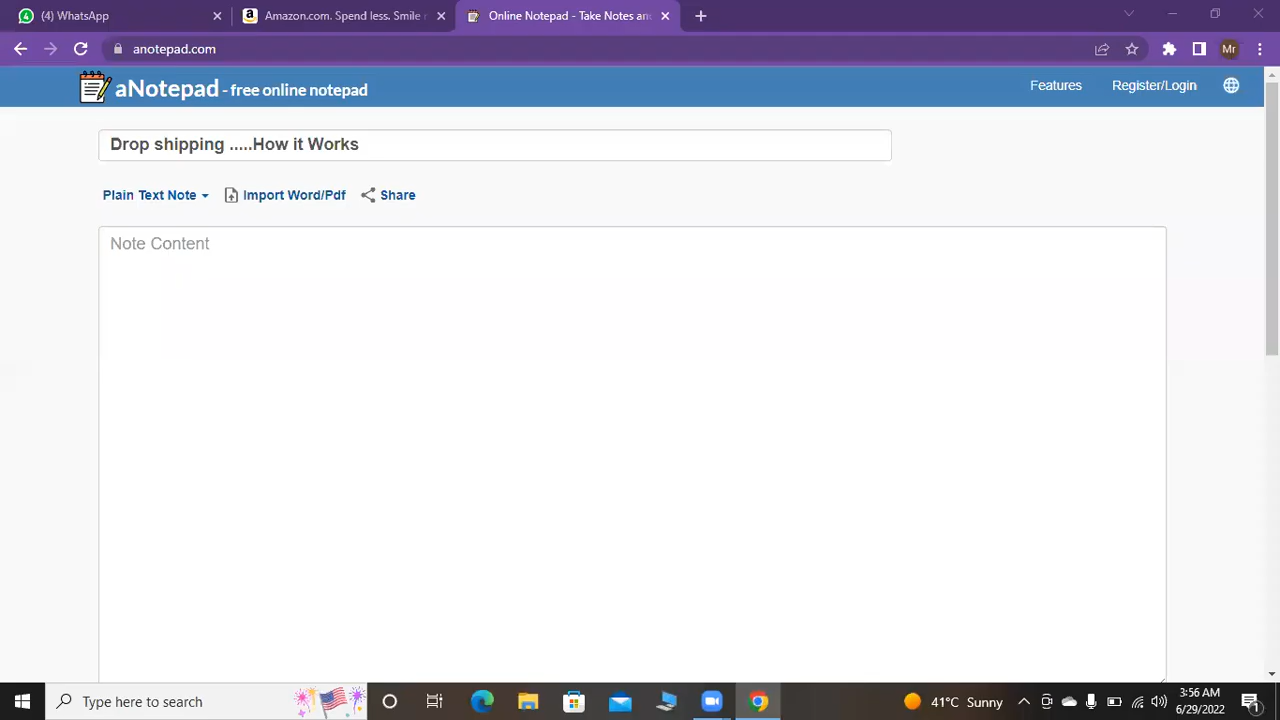 (4) WhatsApp
Amazon.com. Spend less. Smile
Online Notepad - Take Notes an
anotepad.com
Mr
aNotepad - free online notepad
Features
Register/Login
Drop shipping .....How it Works
Plain Text Note
Import Word/Pdf
Share
Note Content
Type here to search
41°C Sunny
3:56 AM
6/29/2022
1